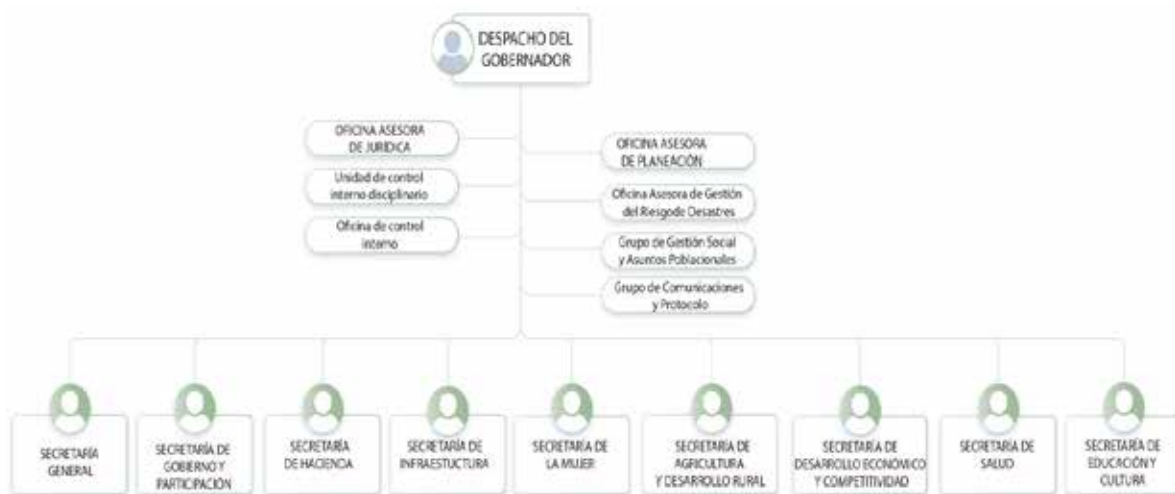 DESPACHO DEL
GOBERNADOR
OFICINA ASESORA
DE JURÍDICA
Unidad de control
interno disciplinario
Oficina de control
interno
OFICINA ASESORA
DE PLANEACIÓN
Oficina Asesora de Gestión
del Riesgode Desastres
Grupo de Gestión Social
y Asuntos Poblacionales
Grupo de Comunicaciones
y Protocolo
SECRETARÍA
GENERAL
SECRETARÍA DE
GOBIERNO Y
PARTICIPACIÓN
SECRETARÍA
DE HACIENDA
SECRETARÍA DE
INFRAESTUCTURA
SECRETARÍA DE
LA MUJER
SECRETARÍA DE
AGRICULTURA
Y DESARROLLO RURAL
SECRETARÍA DE
DESARROLLO ECONÓMICO
Y COMPETITIVIDAD
SECRETARÍA DE
SALUD
SECRETARÍA DE
EDUCACIÓN Y
CULTURA